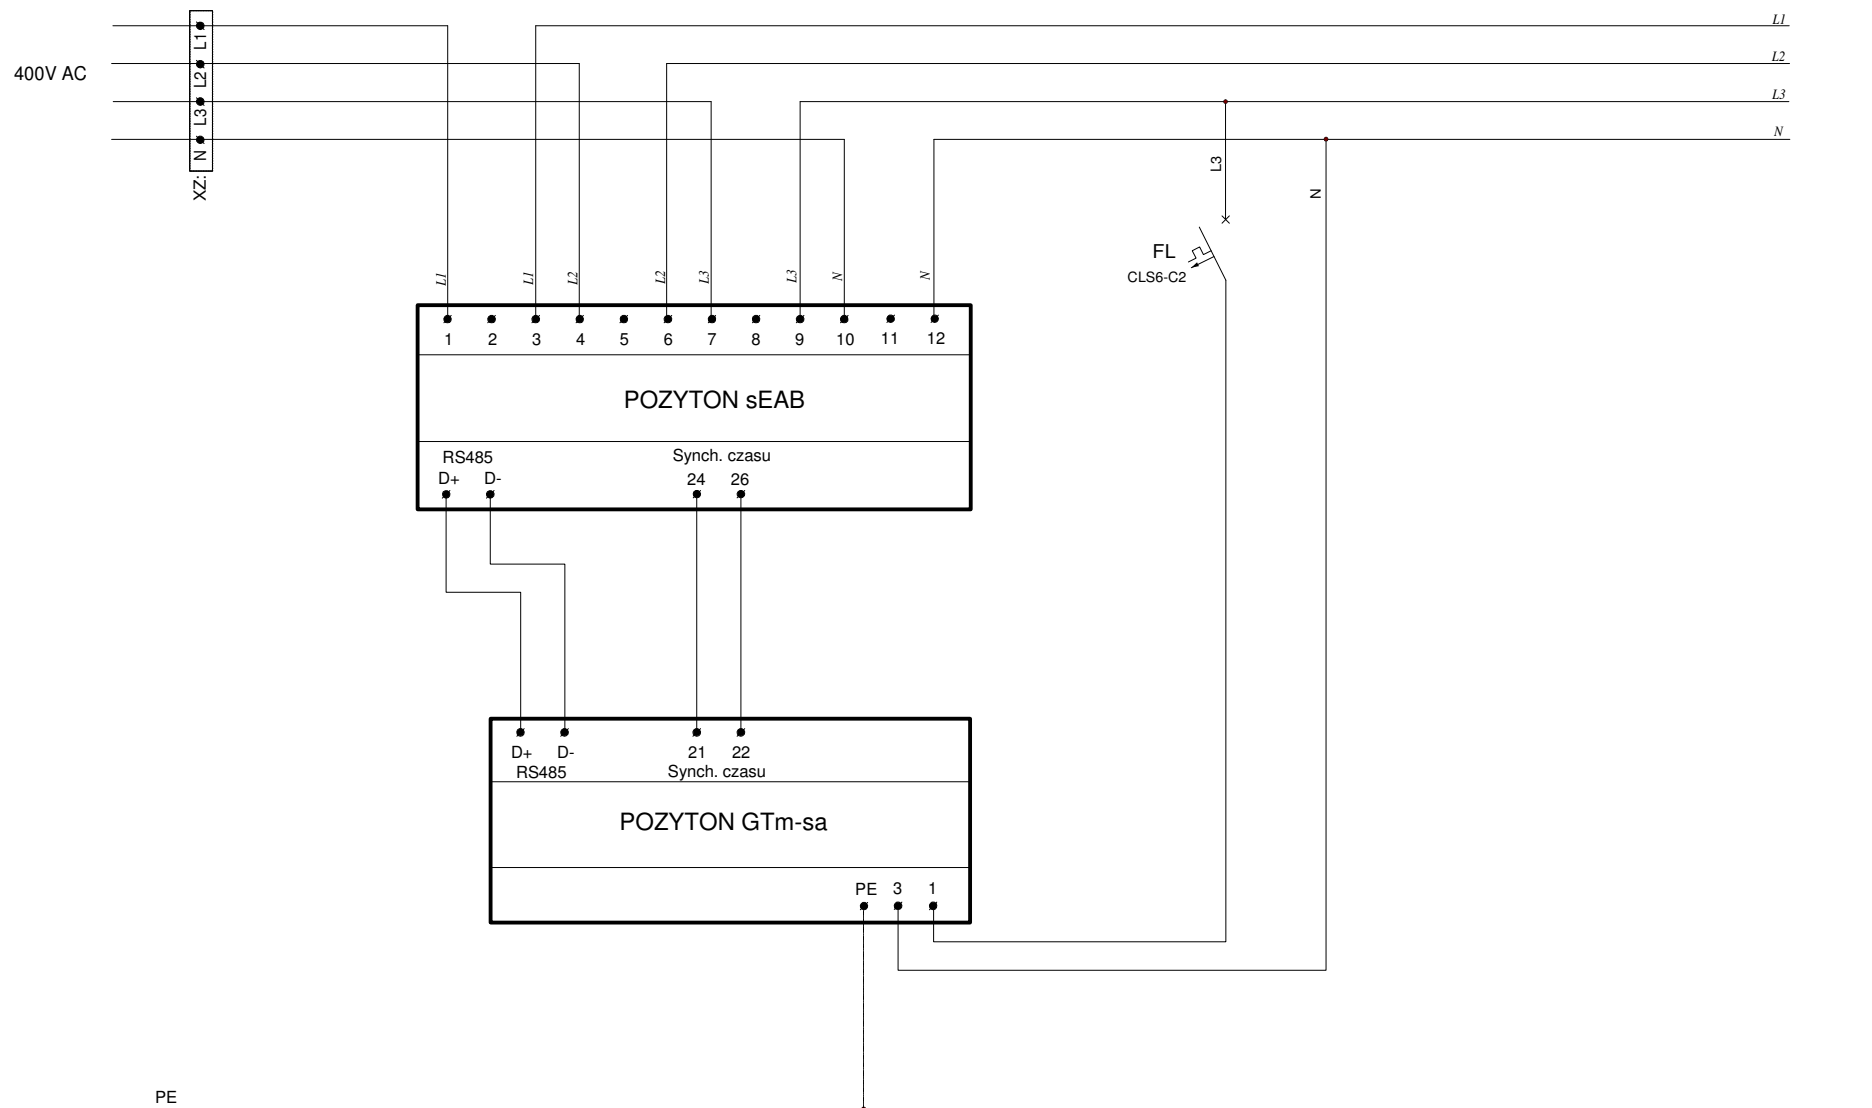 L1
L1
L2
L2
400V AC
L3
L3
N
N
XZ:
L3
N
L1
L1
L2
L2
L3
L3
N
N
FL
CLS6-C2
1 2 3 4 5 6 7 8 9 10 11 12
POZYTON sEAB
RS485
Synch. czasu
D+ D-
24 26
D+ D-
21 22
RS485
Synch. czasu
POZYTON GTm-sa
PE 3 1
PE